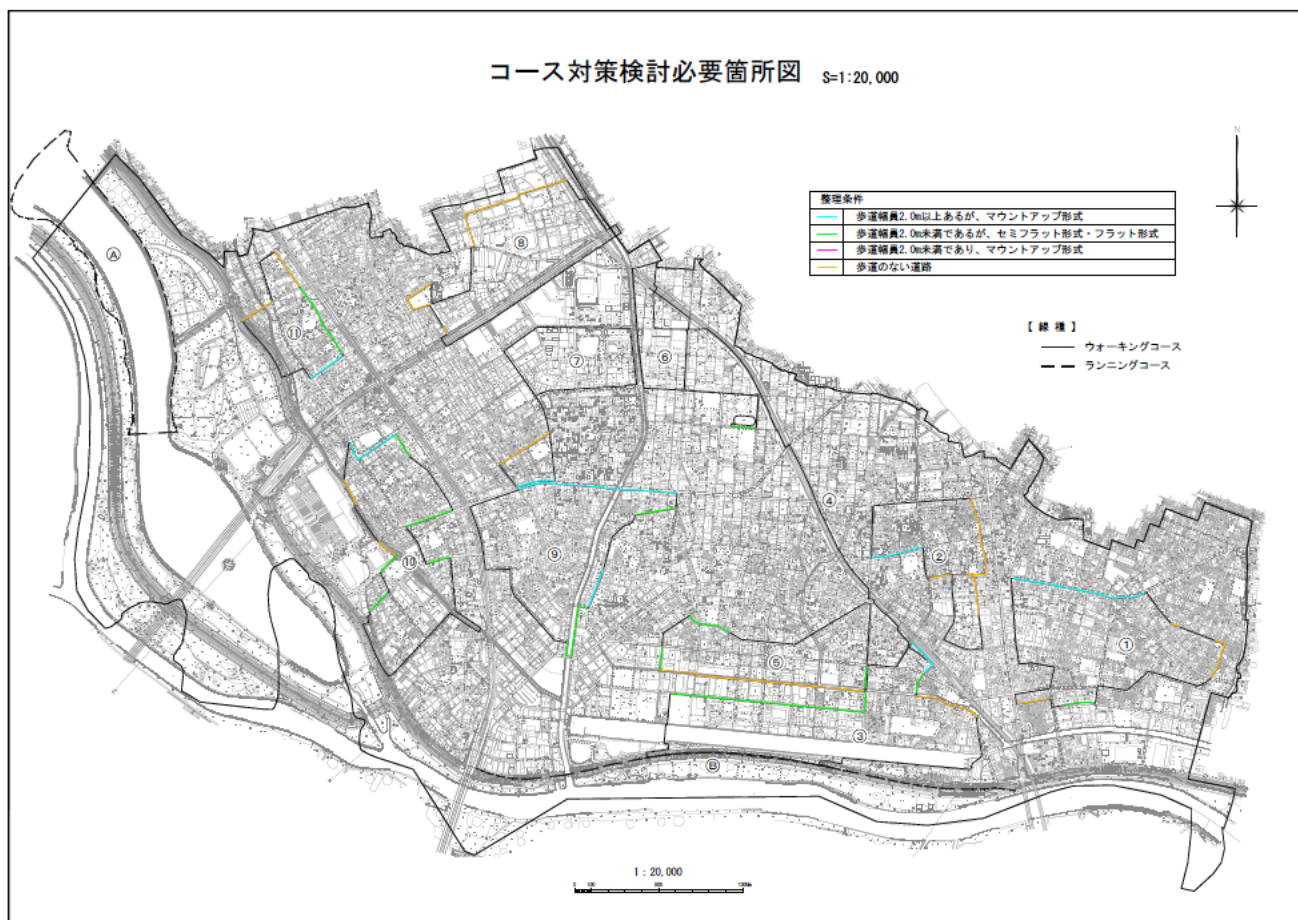 コース対策検討必要箇所図 S=1:20,000
N
整理条件
歩道幅員2.0m以上あるが、マウントアップ形式
歩道幅員2.0m未満であるが、セミフラット形式・フラット形式
歩道幅員2.0m未満であり、マウントアップ形式
歩道のない道路
【 線 種 】
ウォーキングコース
ランニングコース
Ⓐ
⑧
⑪
⑦
⑥
④
②
⑨
⑩
①
⑤
③
Ⓑ
1 : 20,000
0 100 500 1000m